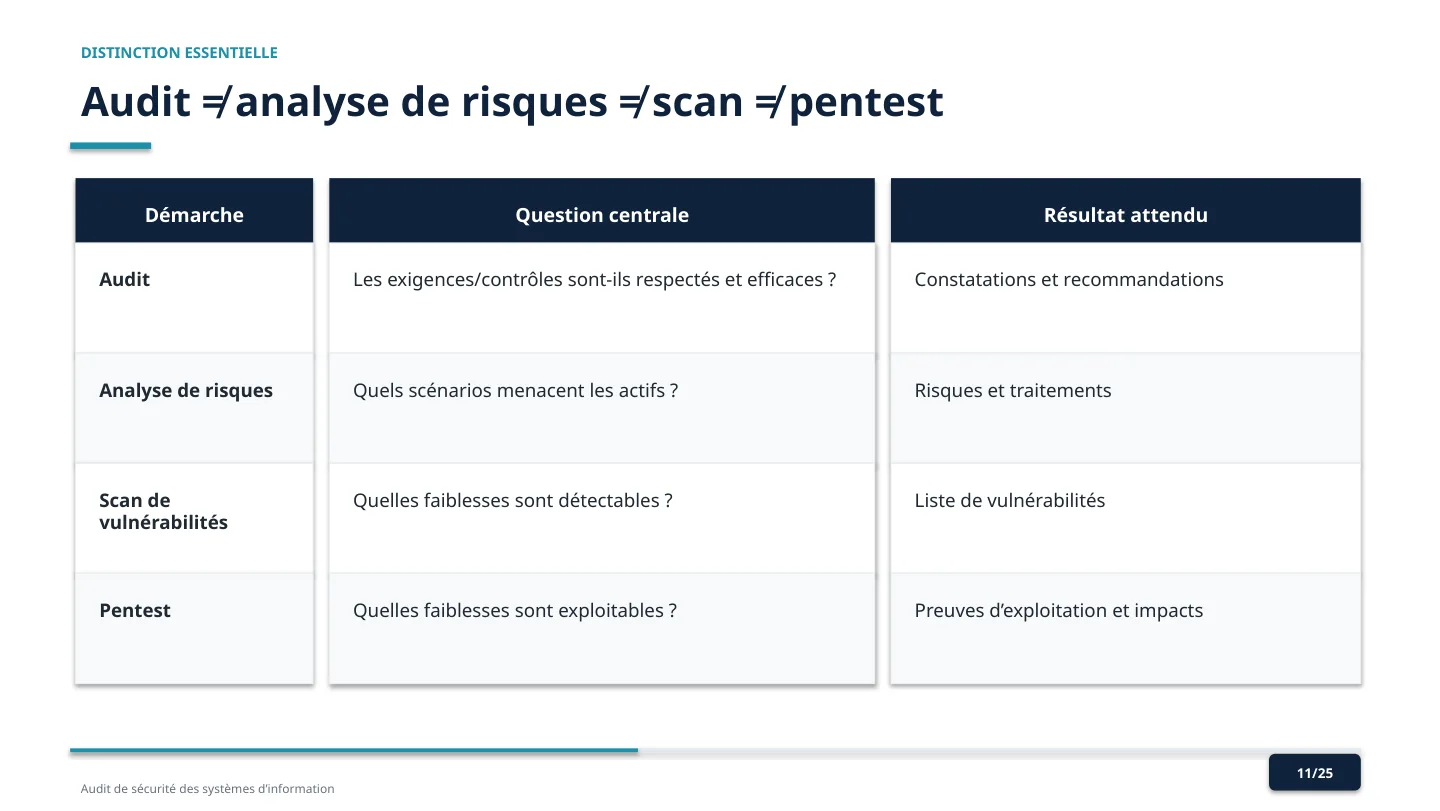 DISTINCTION ESSENTIELLE
Audit ≠ analyse de risques ≠ scan ≠ pentest
Démarche
Question centrale
Résultat attendu
Audit
Les exigences/contrôles sont-ils respectés et efficaces ?
Constatations et recommandations
Analyse de risques
Quels scénarios menacent les actifs ?
Risques et traitements
Scan de
vulnérabilités
Quelles faiblesses sont détectables ?
Liste de vulnérabilités
Pentest
Quelles faiblesses sont exploitables ?
Preuves d’exploitation et impacts
Audit de sécurité des systèmes d’information
11/25